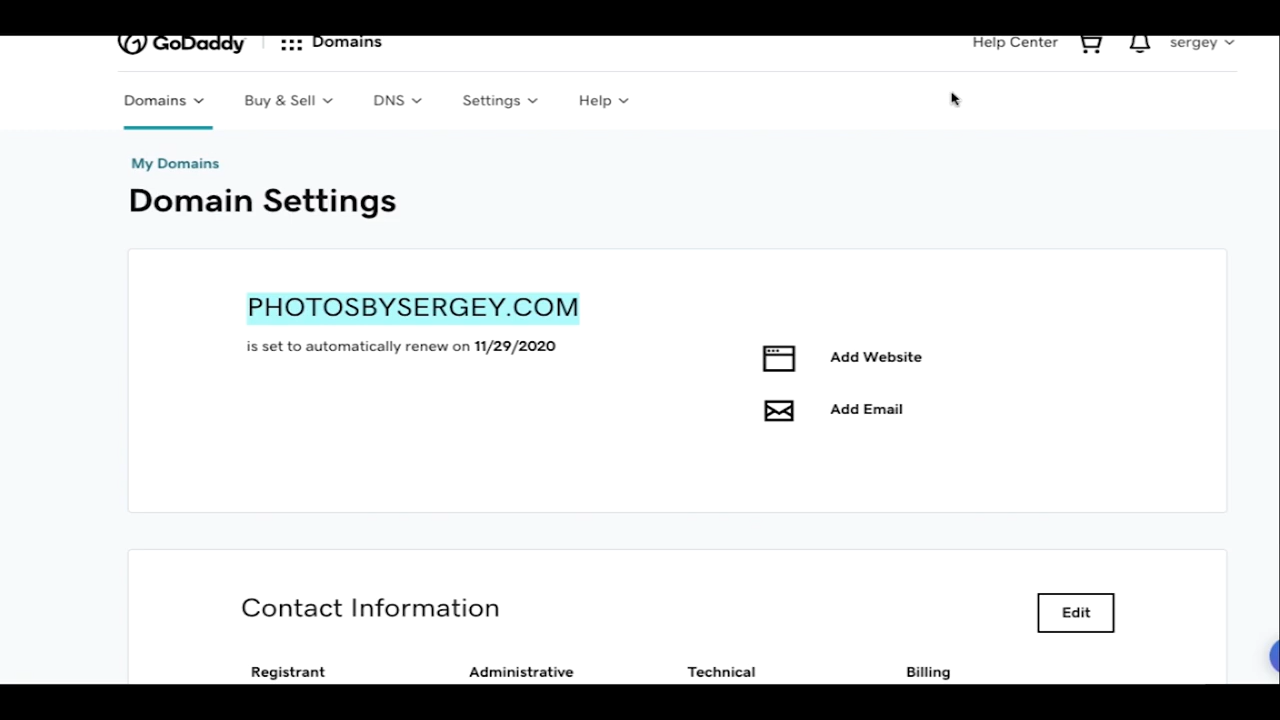 GoDaddy Domains Help Center sergey
Domains Buy & Sell DNS Settings Help
My Domains
Domain Settings
PHOTOSBYSERGEY.COM
is set to automatically renew on 11/29/2020
Add Website
Add Email
Contact Information Edit
Registrant Administrative Technical Billing